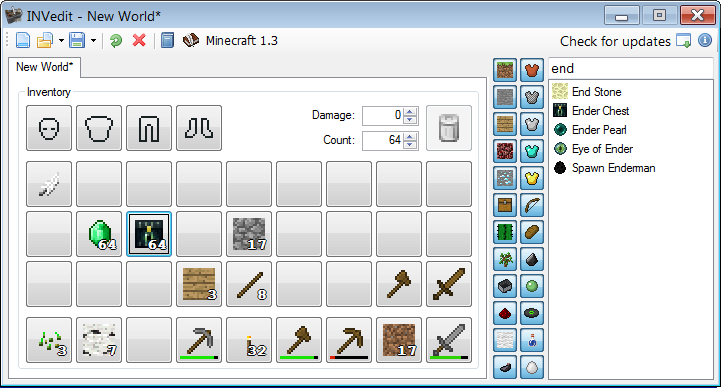 INVedit - New World*
Minecraft 1.3
Check for updates
New World*
end
Inventory
Damage: 0
Count: 64
End Stone
Ender Chest
Ender Pearl
Eye of Ender
Spawn Enderman
64 64 17
3 8
3 7 32 17